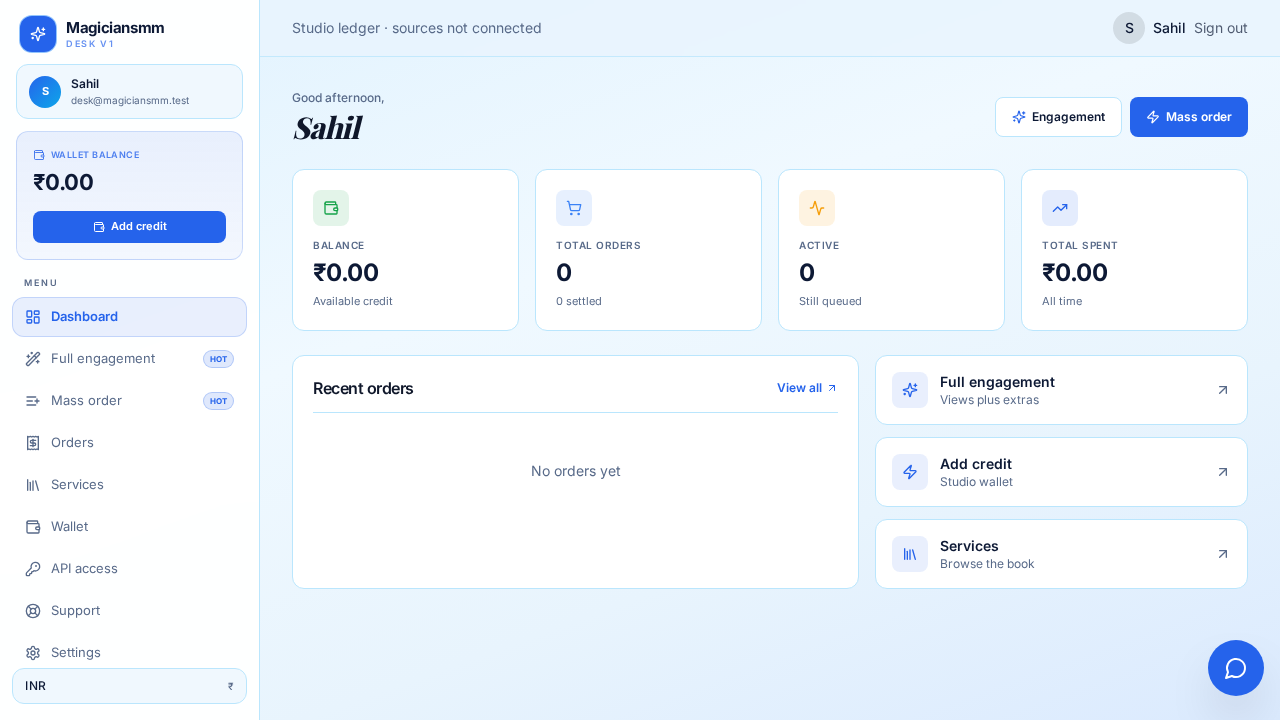 Magiciansmm
DESK V1
S
Sahil
desk@magiciansmm.test
WALLET BALANCE
₹0.00
Add credit
MENU
Dashboard
Full engagement HOT
Mass order HOT
Orders
Services
Wallet
API access
Support
Settings
INR ₹
Studio ledger · sources not connected
S Sahil Sign out
Good afternoon,
Sahil
Engagement
Mass order
BALANCE
₹0.00
Available credit
TOTAL ORDERS
0
0 settled
ACTIVE
0
Still queued
TOTAL SPENT
₹0.00
All time
Recent orders View all
No orders yet
Full engagement
Views plus extras
Add credit
Studio wallet
Services
Browse the book